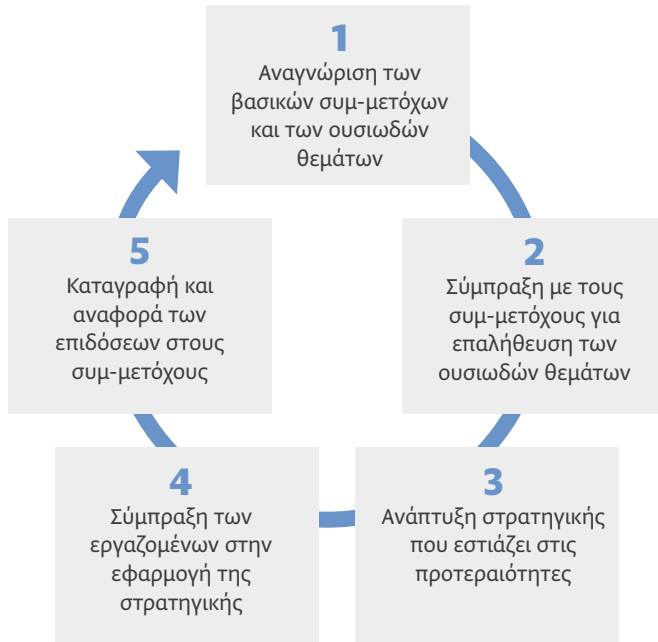 1
Αναγνώριση των
βασικών συμ-μετόχων
και των ουσιωδών
θεμάτων
2
Σύμπραξη με τους
συμ-μετόχους για
επαλήθευση των
ουσιωδών θεμάτων
3
Ανάπτυξη στρατηγικής
που εστιάζει στις
προτεραιότητες
4
Σύμπραξη των
εργαζομένων στην
εφαρμογή της
στρατηγικής
5
Καταγραφή και
αναφορά των
επιδόσεων στους
συμ-μετόχους